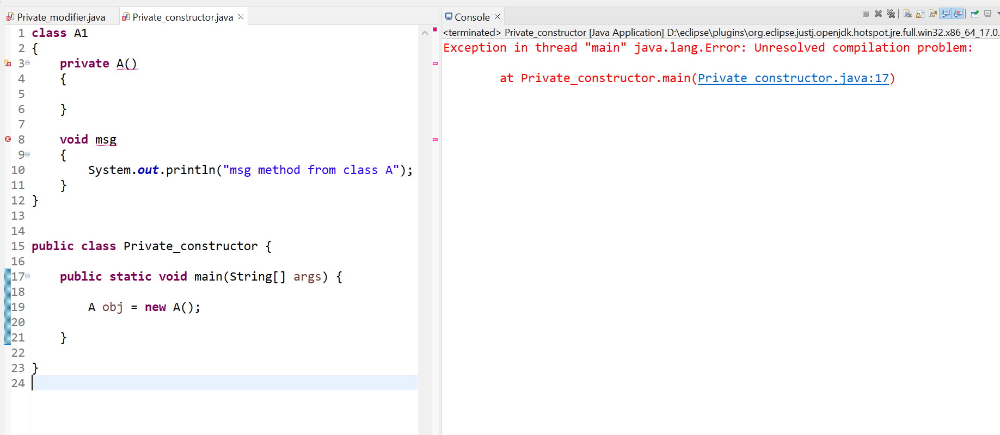 Private_modifier.java
Private_constructor.java
1 class A1
2 {
3 private A()
4 {
5
6 }
7
8 void msg
9 {
10 System.out.println("msg method from class A");
11 }
12 }
13
14
15 public class Private_constructor {
16
17 public static void main(String[] args) {
18
19 A obj = new A();
20
21 }
22
23 }
24
Console
<terminated> Private_constructor [Java Application] D:\eclipse\plugins\org.eclipse.justj.openjdk.hotspot.jre.full.win32.x86_64_17.0.
Exception in thread "main" java.lang.Error: Unresolved compilation problem:
at Private_constructor.main(Private_constructor.java:17)